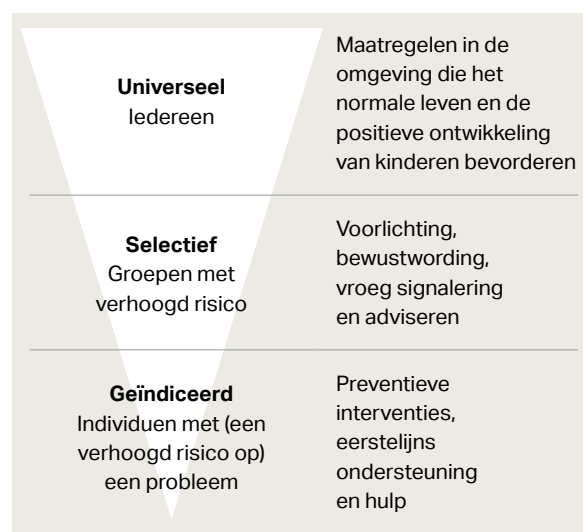 Universeel
Iedereen
Maatregelen in de
omgeving die het
normale leven en de
positieve ontwikkeling
van kinderen bevorderen
Selectief
Groepen met
verhoogd risico
Voorlichting,
bewustwording,
vroeg signalering
en adviseren
Geïndiceerd
Individuen met (een
verhoogd risico op)
een probleem
Preventieve
interventies,
eerstelijns
ondersteuning
en hulp